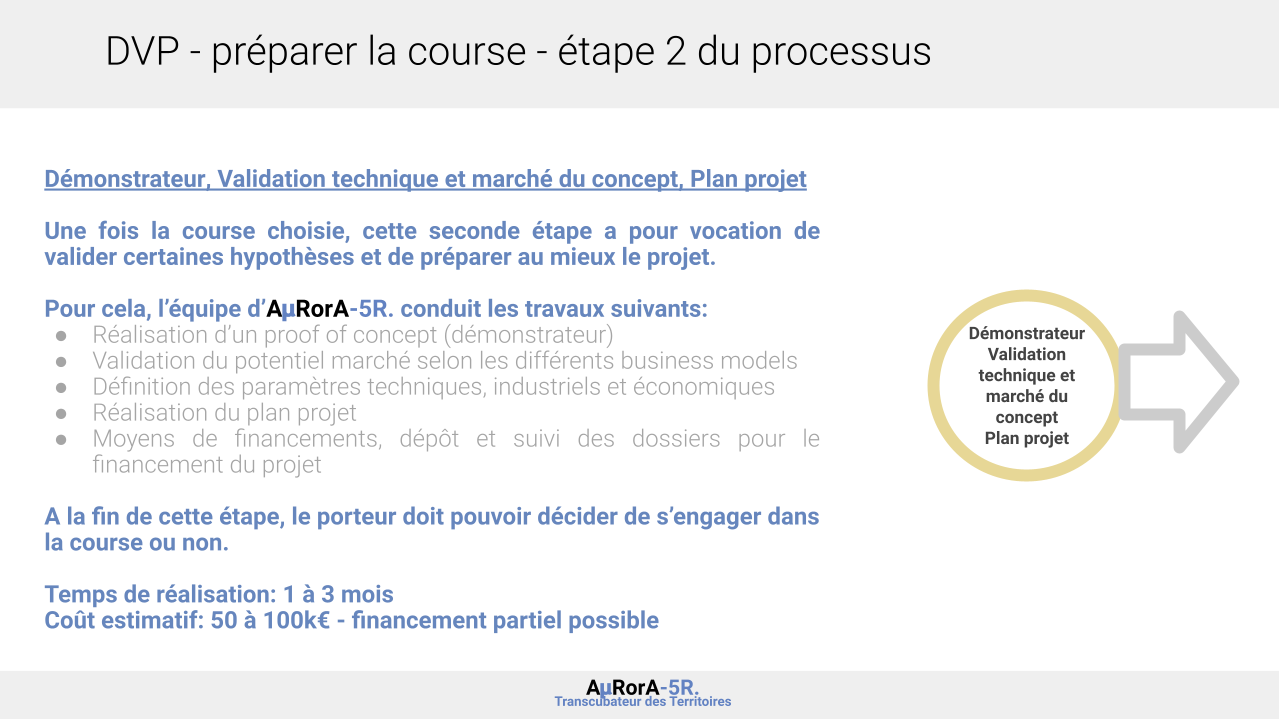 DVP - préparer la course - étape 2 du processus
Démonstrateur, Validation technique et marché du concept, Plan projet
Une fois la course choisie, cette seconde étape a pour vocation de
valider certaines hypothèses et de préparer au mieux le projet.
Pour cela, l’équipe d’AµRorA-5R. conduit les travaux suivants:
● Réalisation d’un proof of concept (démonstrateur)
● Validation du potentiel marché selon les différents business models
● Définition des paramètres techniques, industriels et économiques
● Réalisation du plan projet
● Moyens de financements, dépôt et suivi des dossiers pour le
financement du projet
A la fin de cette étape, le porteur doit pouvoir décider de s’engager dans
la course ou non.
Temps de réalisation: 1 à 3 mois
Coût estimatif: 50 à 100k€ - financement partiel possible
Démonstrateur
Validation
technique et
marché du
concept
Plan projet
AµRorA-5R.
Transcubateur des Territoires